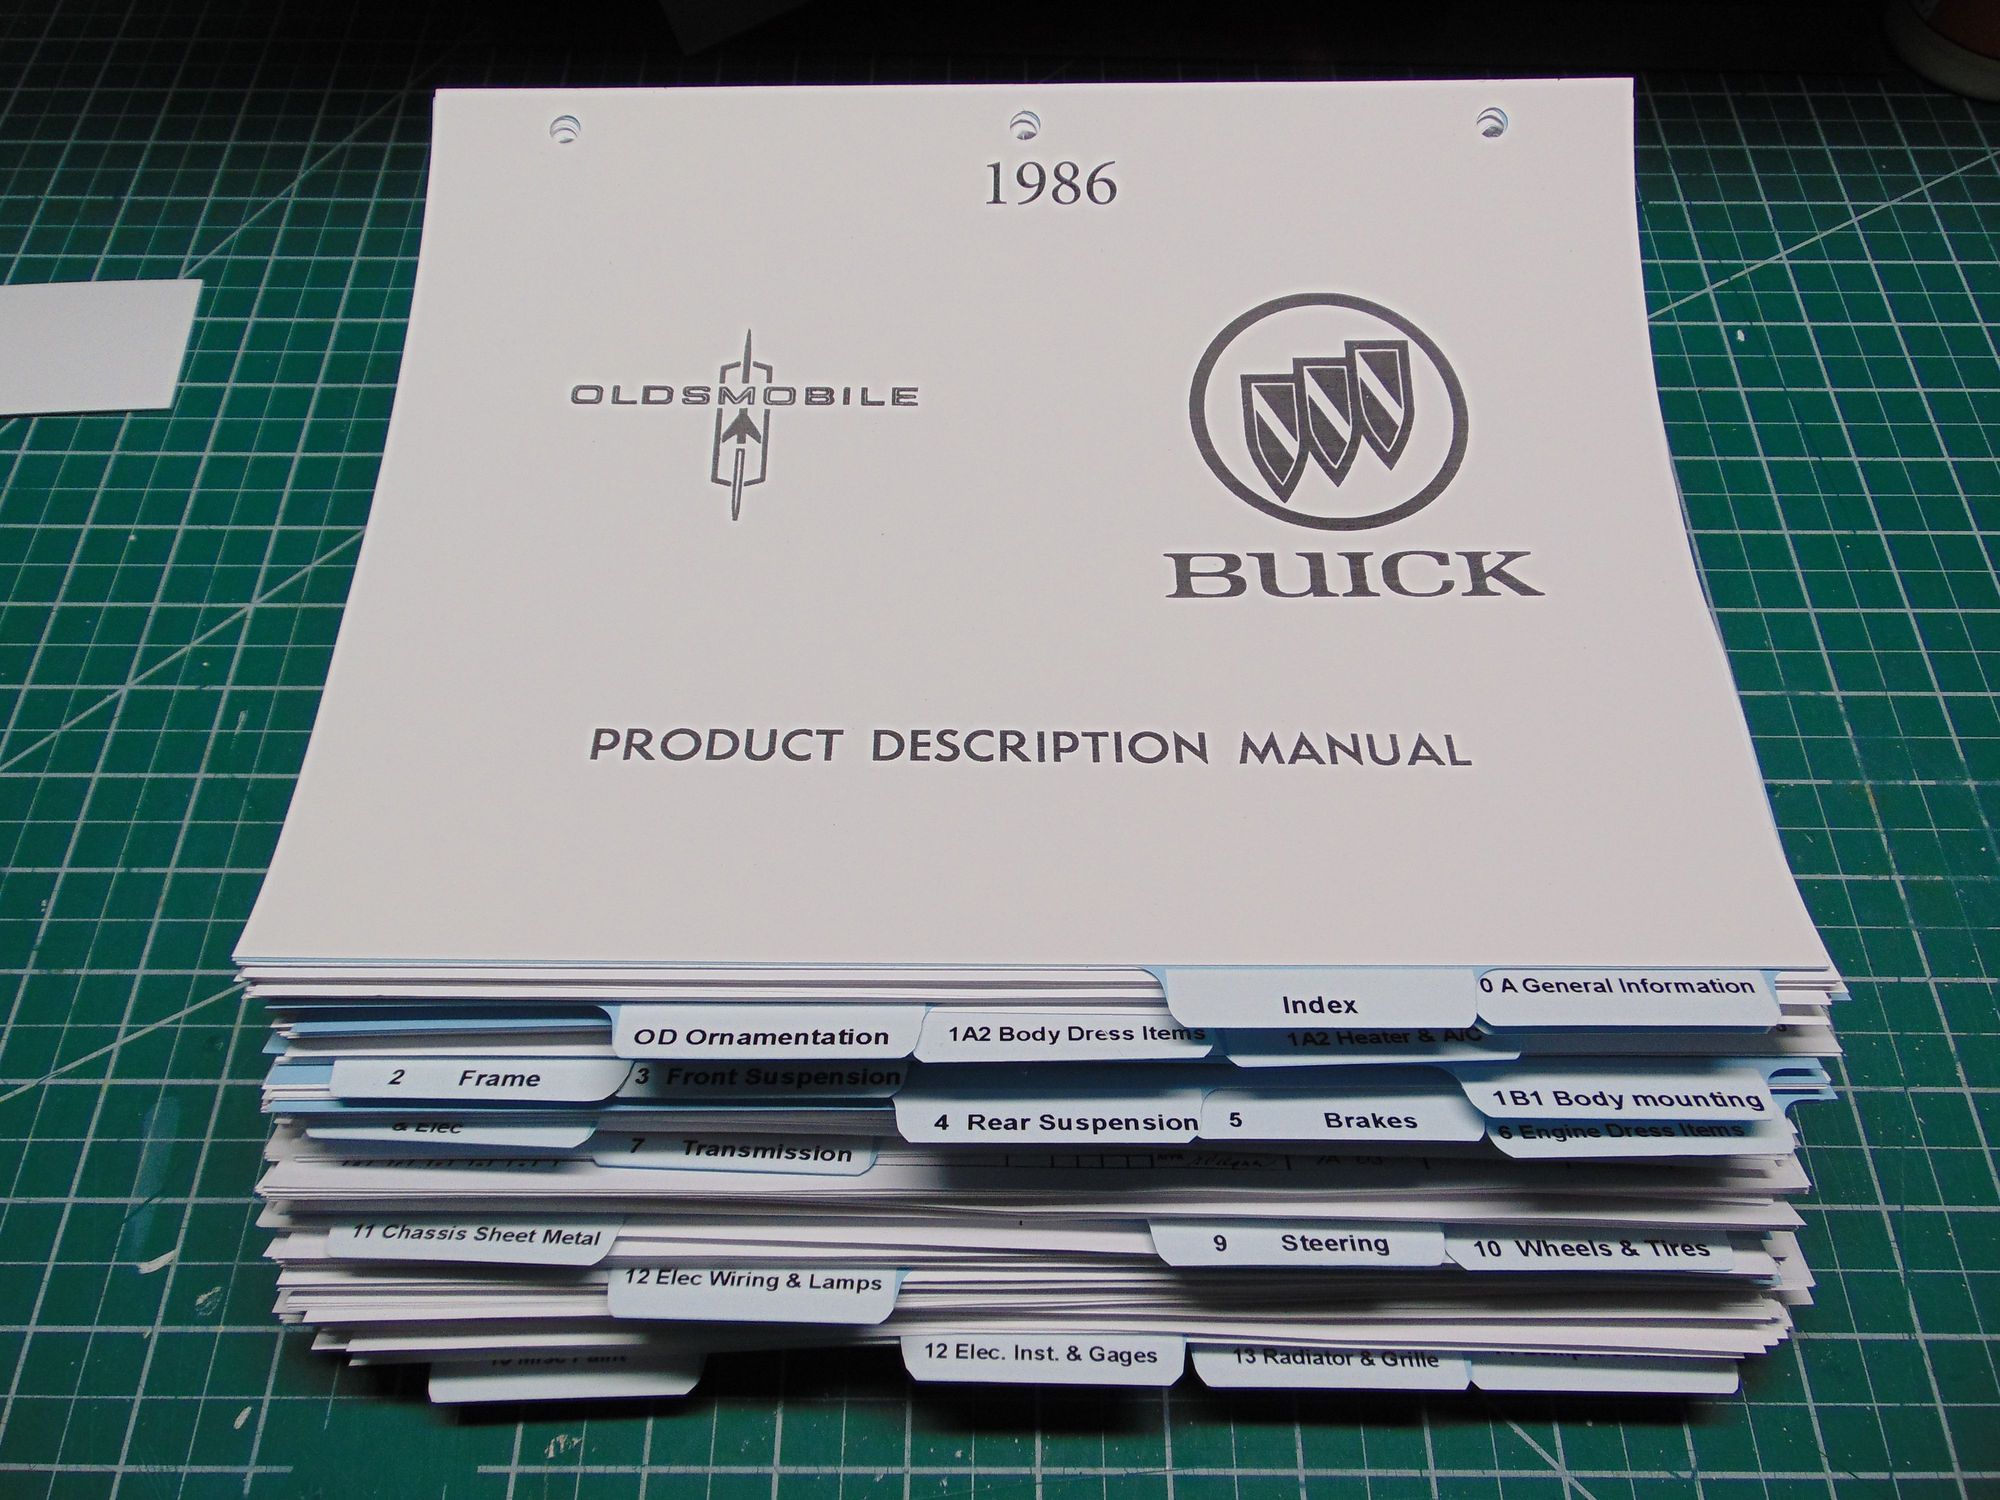 1986
OLDSMOBILE
BUICK
PRODUCT DESCRIPTION MANUAL
Index
0 A General Information
OD Ornamentation
1A2 Body Dress Items
1A2 Heater & A/C
2 Frame
3 Front Suspension
1B1 Body mounting
4 Rear Suspension
5 Brakes
6 Engine Dress Items
& Elec
7 Transmission
11 Chassis Sheet Metal
9 Steering
10 Wheels & Tires
12 Elec Wiring & Lamps
12 Elec. Inst. & Gages
13 Radiator & Grille